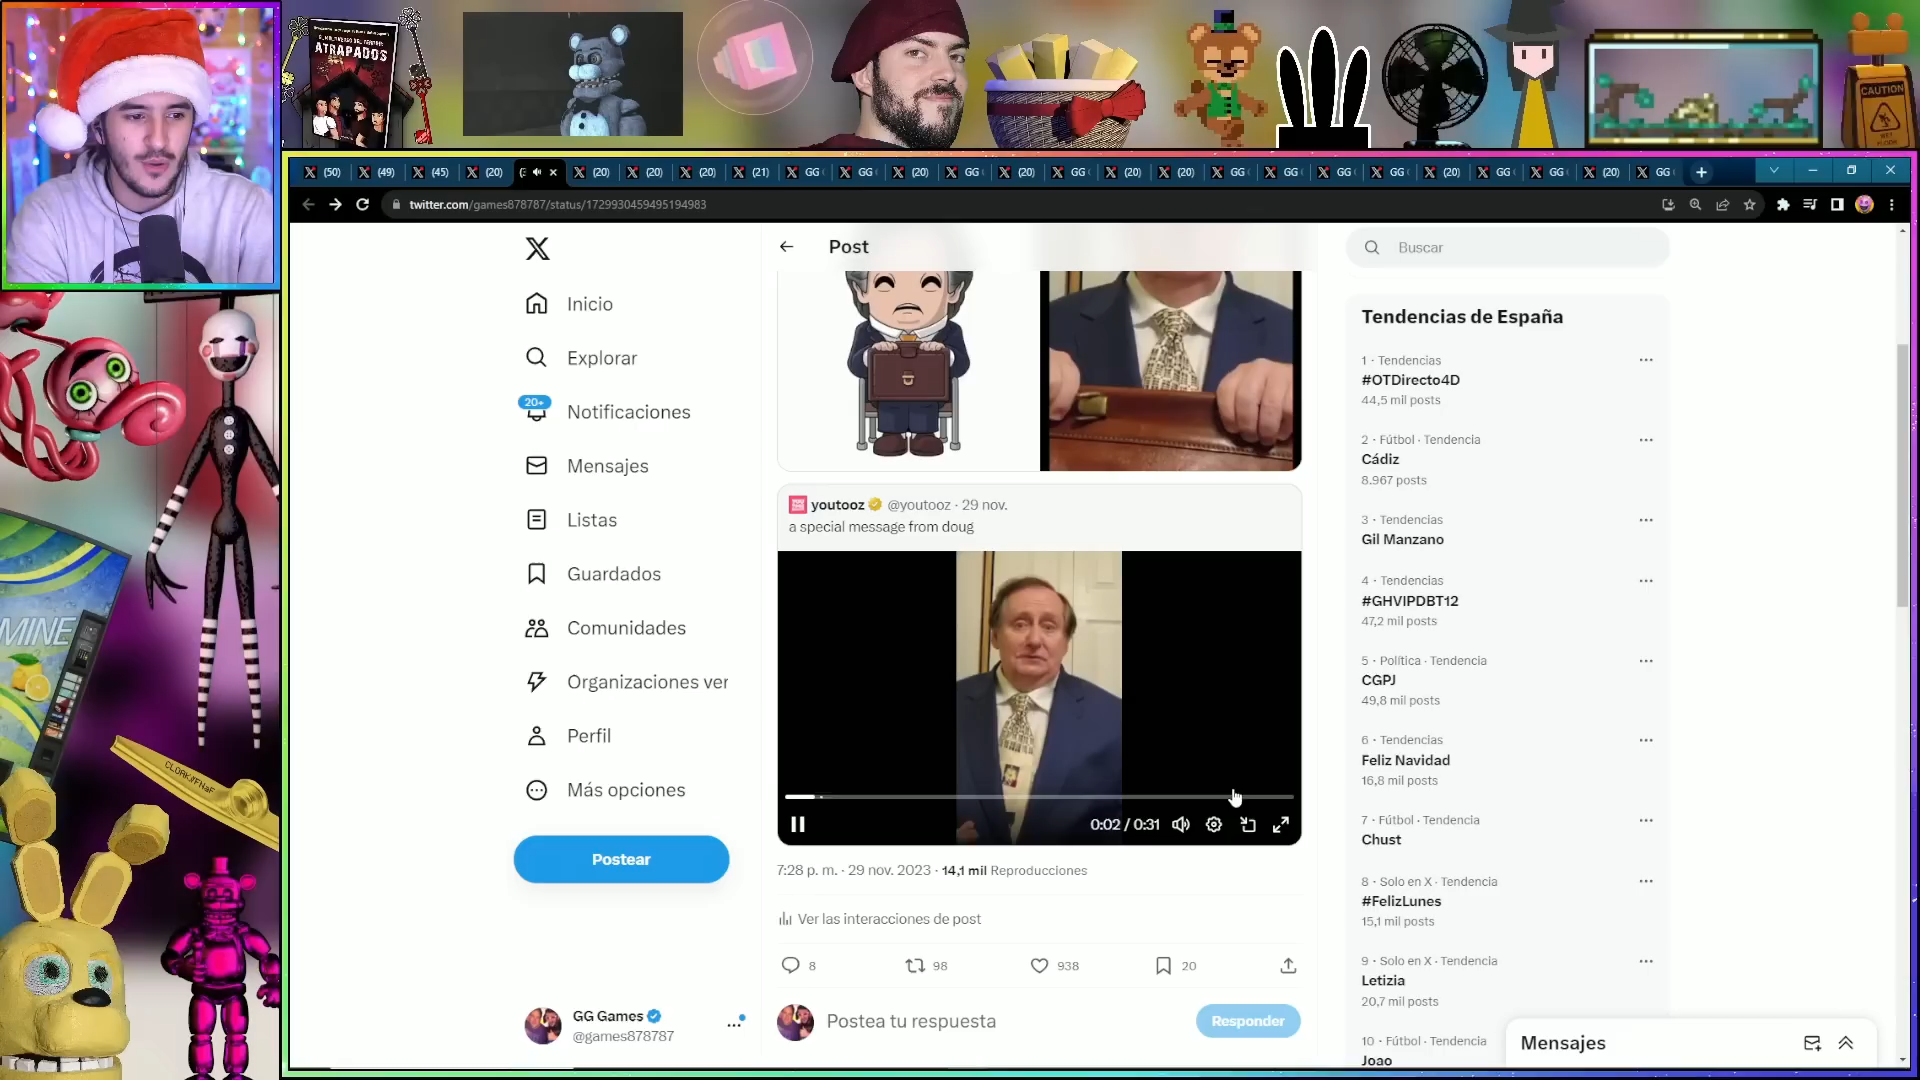 ATRAPADOS
CAUTION
(50)
(49)
(45)
(20)
(20)
(20)
(20)
(21)
GG
GG
(20)
GG
(20)
GG
(20)
(20)
GG
GG
GG
GG
(20)
GG
GG
(20)
GG
twitter.com/games878787/status/1729930459495194983
Inicio
Explorar
20+
Notificaciones
Mensajes
Listas
Guardados
Comunidades
Organizaciones ver
Perfil
Más opciones
Postear
GG Games
@games878787
Post
youtooz @youtooz · 29 nov.
a special message from doug
0:02 / 0:31
7:28 p. m. · 29 nov. 2023 · 14,1 mil Reproducciones
Ver las interacciones de post
8
98
938
20
Postea tu respuesta
Responder
Buscar
Tendencias de España
1 · Tendencias
#OTDirecto4D
44,5 mil posts
2 · Fútbol · Tendencia
Cádiz
8.967 posts
3 · Tendencias
Gil Manzano
4 · Tendencias
#GHVIPDBT12
47,2 mil posts
5 · Política · Tendencia
CGPJ
49,8 mil posts
6 · Tendencias
Feliz Navidad
16,8 mil posts
7 · Fútbol · Tendencia
Chust
8 · Solo en X · Tendencia
#FelizLunes
15,1 mil posts
9 · Solo en X · Tendencia
Letizia
20,7 mil posts
10 · Fútbol · Tendencia
Joao
Mensajes
MINE
CLORK#FNaF